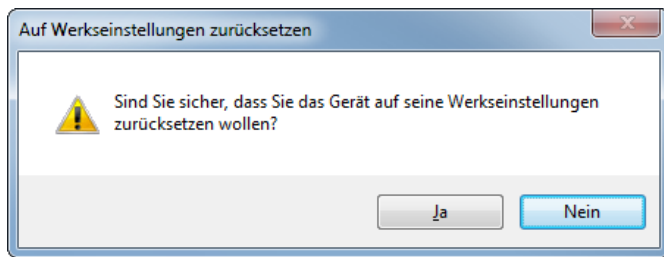 Auf Werkseinstellungen zurücksetzen
Sind Sie sicher, dass Sie das Gerät auf seine Werkseinstellungen
zurücksetzen wollen?
Ja
Nein